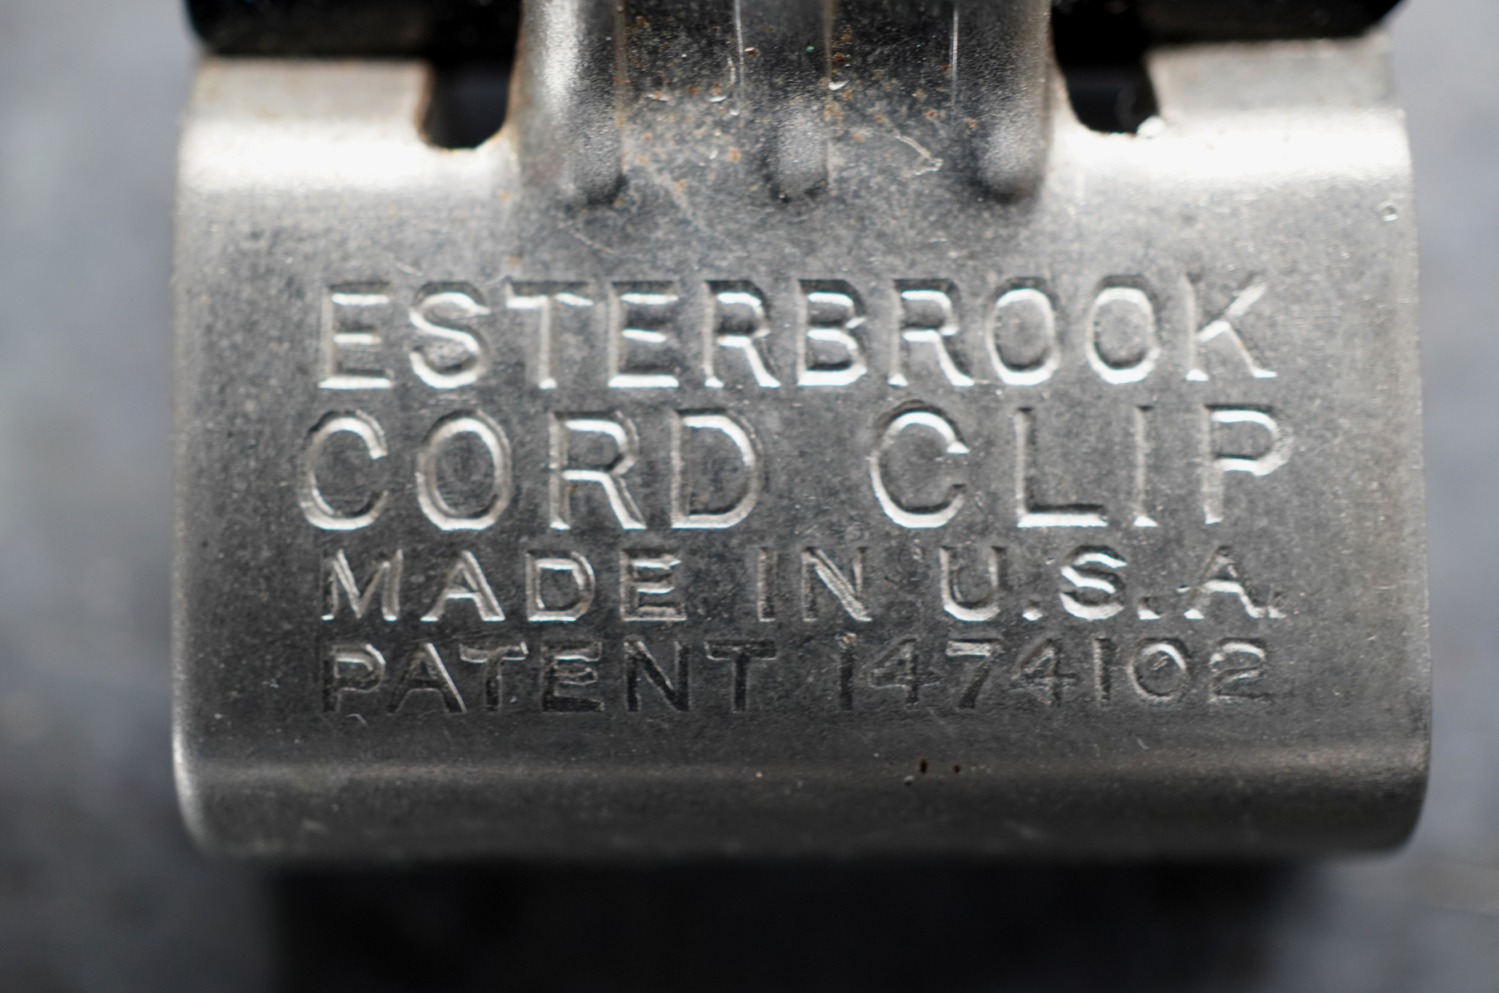 ESTERBROOK
CORD CLIP
MADE IN U.S.A.
PATENT 1474102